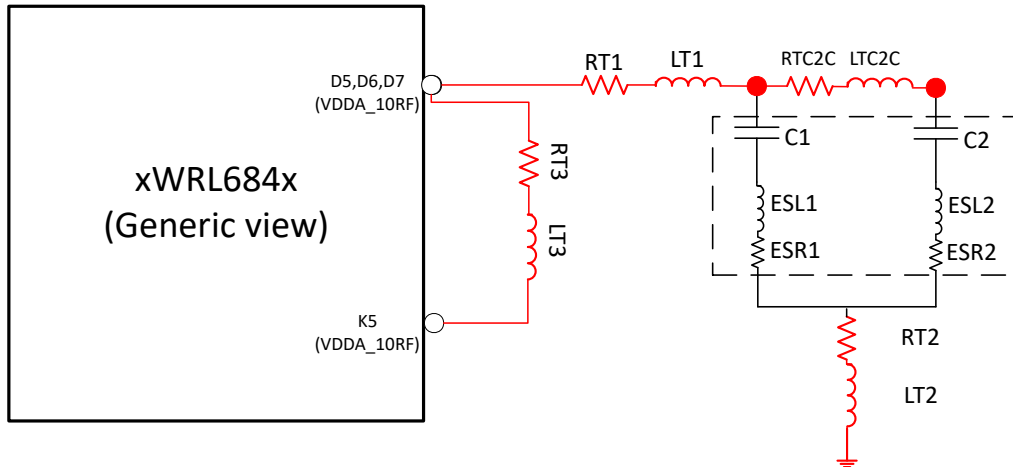 RT1
LT1
RTC2C
LTC2C
D5,D6,D7
(VDDA_10RF)
C1
C2
RT3
xWRL684x
(Generic view)
LT3
ESL1
ESL2
ESR1
ESR2
K5
(VDDA_10RF)
RT2
LT2